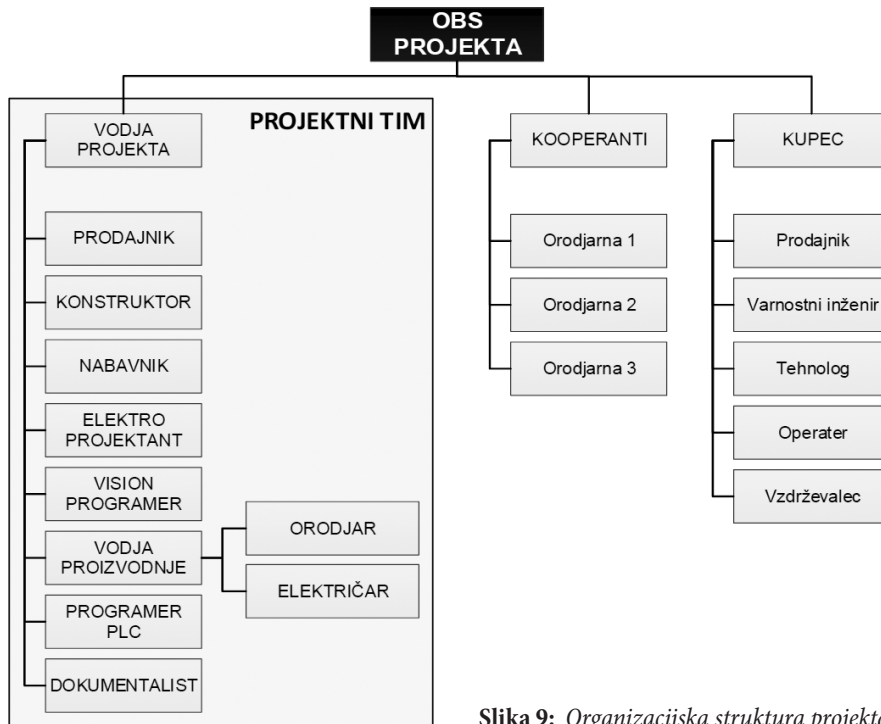 OBS
PROJEKTA
PROJEKTNI TIM
VODJA
PROJEKTA
PRODAJNIK
KONSTRUKTOR
NABAVNIK
ELEKTRO
PROJEKTANT
VISION
PROGRAMER
VODJA
PROIZVODNJE
ORODJAR
ELEKTRIČAR
PROGRAMER
PLC
DOKUMENTALIST
KOOPERANTI
Orodjarna 1
Orodjarna 2
Orodjarna 3
KUPEC
Prodajnik
Varnostni inženir
Tehnolog
Operater
Vzdrževalec
Slika 9: Organizacijska struktura projekta